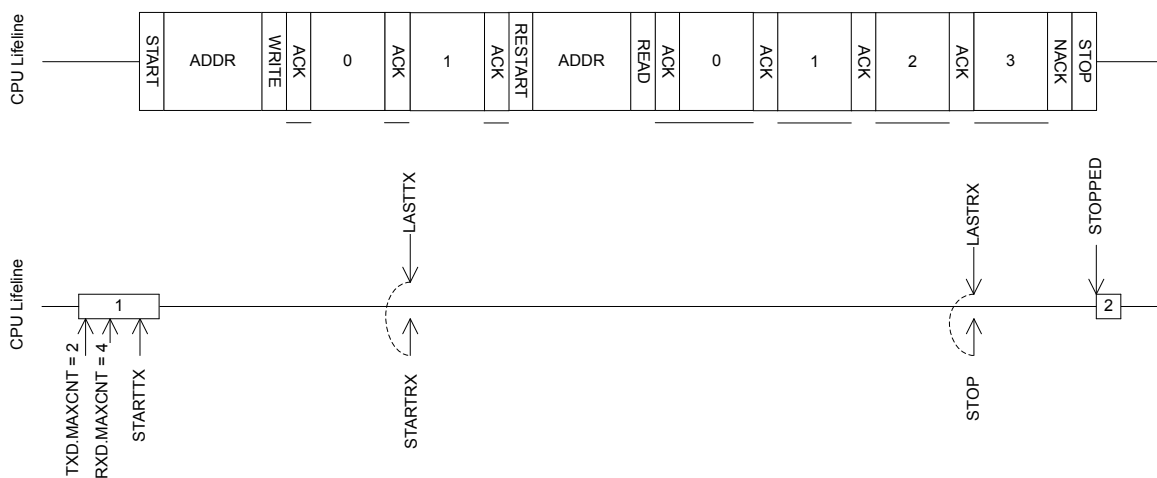 CPU Lifeline
START
ADDR
WRITE
ACK
0
ACK
1
ACK
RESTART
ADDR
READ
ACK
0
ACK
1
ACK
2
ACK
3
NACK
STOP
CPU Lifeline
1
TXD.MAXCNT = 2
RXD.MAXCNT = 4
STARTTX
LASTTX
STARTRX
LASTRX
STOP
STOPPED
2